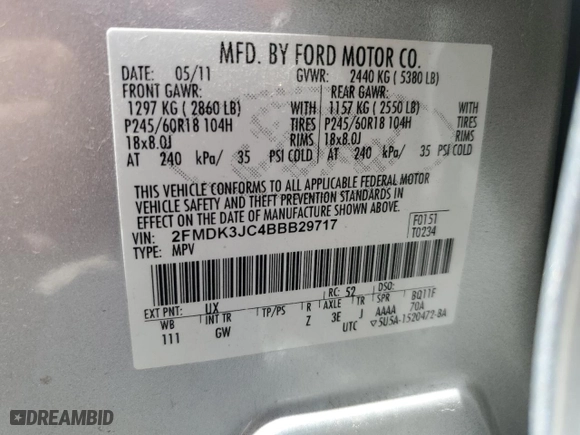 MFD. BY FORD MOTOR CO.
DATE: 05/11 GVWR: 2440 KG ( 5380 LB)
FRONT GAWR: REAR GAWR:
1297 KG ( 2860 LB) WITH 1157 KG ( 2550 LB) WITH
P245/60R18 104H TIRES P245/60R18 104H TIRES
18x8.0J RIMS 18x8.0J RIMS
AT 240 kPa/ 35 PSI COLD AT 240 kPa/ 35 PSI COLD
THIS VEHICLE CONFORMS TO ALL APPLICABLE FEDERAL MOTOR
VEHICLE SAFETY AND THEFT PREVENTION STANDARDS IN
EFFECT ON THE DATE OF MANUFACTURE SHOWN ABOVE.
VIN: 2FMDK3JC4BBB29717 F0151
TYPE: MPV T0234
RC: 52 DSO:
EXT PNT: UX BQ11F
WB INT TR TP/PS R AXLE TR SPR
111 GW Z 3E J AAAA 70A
UTC ▽5U5A-1520472-BA
DREAMBID